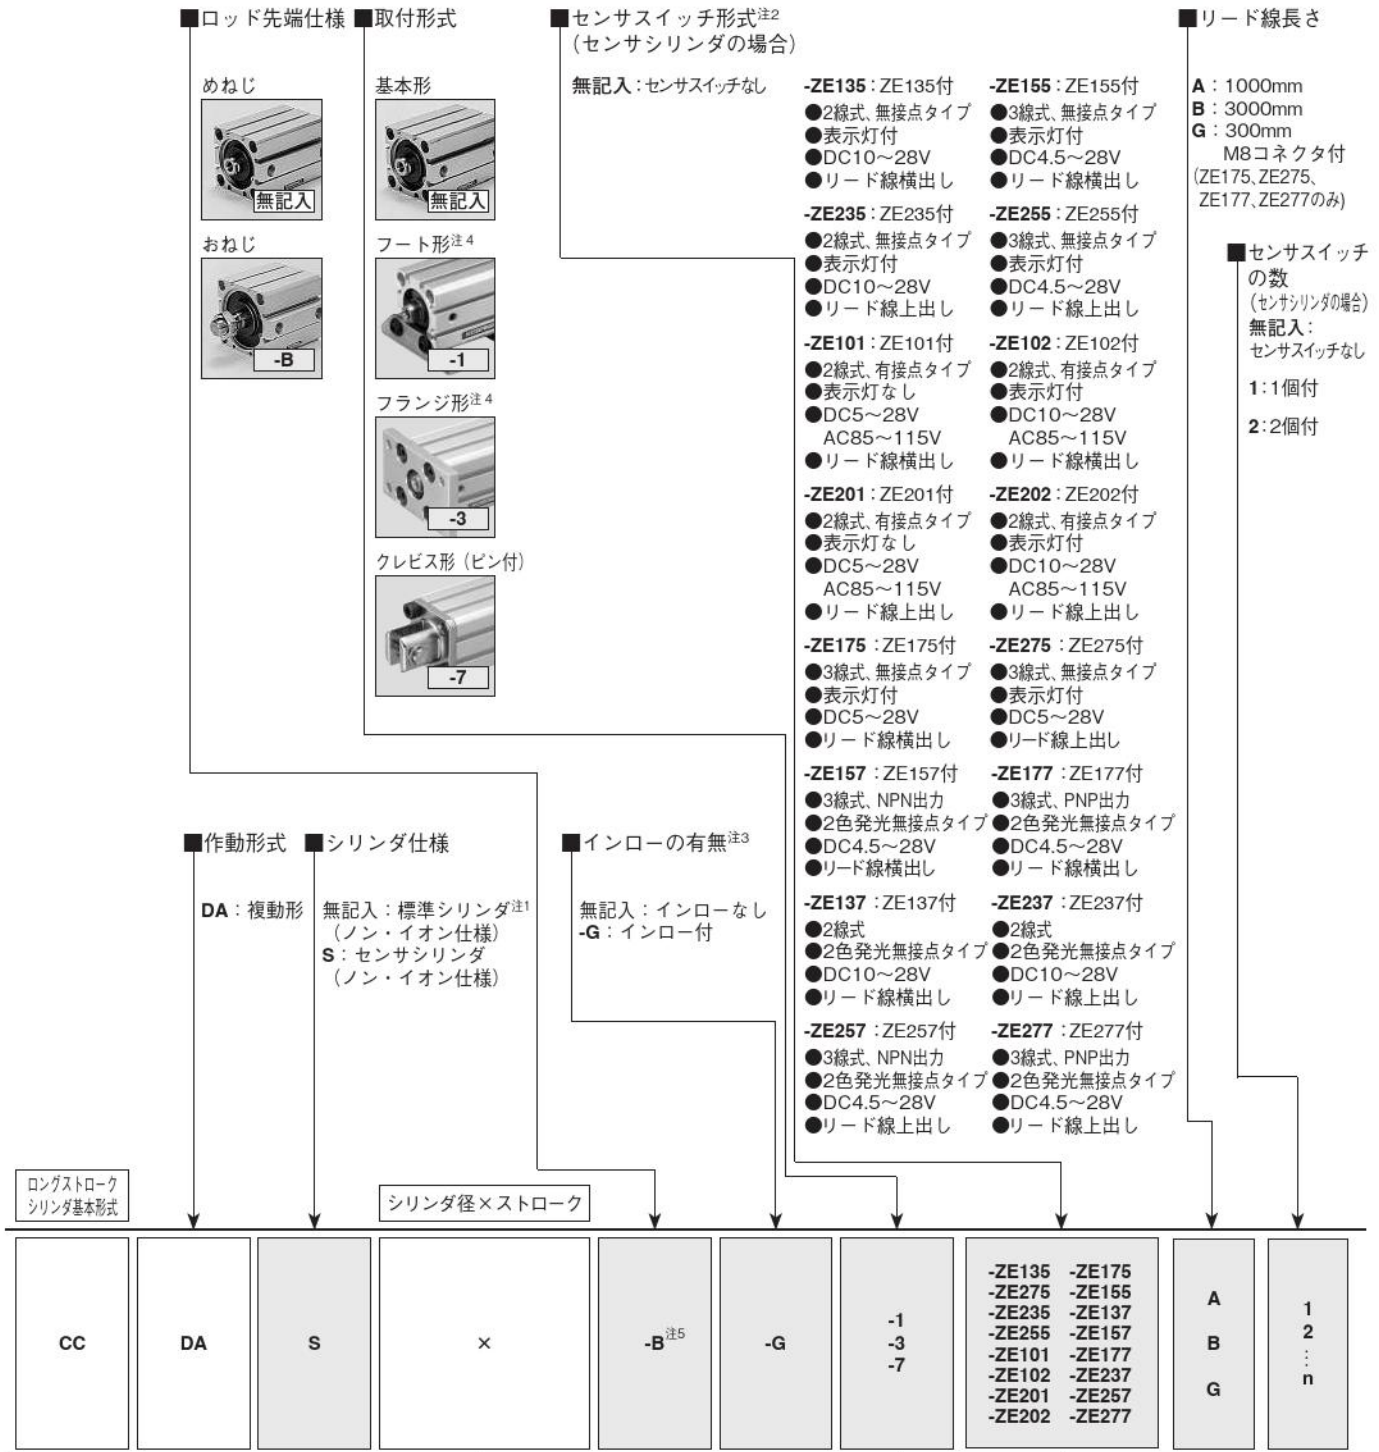 ■ロッド先端仕様
めねじ
無記入
おねじ
-B
■取付形式
基本形
無記入
フート形注4
-1
フランジ形注4
-3
クレビス形（ピン付）
-7
■センサスイッチ形式注2
（センサシリンダの場合）
無記入：センサスイッチなし
-ZE135：ZE135付
●2線式、無接点タイプ
●表示灯付
●DC10〜28V
●リード線横出し
-ZE155：ZE155付
●3線式、無接点タイプ
●表示灯付
●DC4.5〜28V
●リード線横出し
-ZE235：ZE235付
●2線式、無接点タイプ
●表示灯付
●DC10〜28V
●リード線上出し
-ZE255：ZE255付
●3線式、無接点タイプ
●表示灯付
●DC4.5〜28V
●リード線上出し
-ZE101：ZE101付
●2線式、有接点タイプ
●表示灯なし
●DC5〜28V
AC85〜115V
●リード線横出し
-ZE102：ZE102付
●2線式、有接点タイプ
●表示灯付
●DC10〜28V
AC85〜115V
●リード線横出し
-ZE201：ZE201付
●2線式、有接点タイプ
●表示灯なし
●DC5〜28V
AC85〜115V
●リード線上出し
-ZE202：ZE202付
●2線式、有接点タイプ
●表示灯付
●DC10〜28V
AC85〜115V
●リード線上出し
-ZE175：ZE175付
●3線式、無接点タイプ
●表示灯付
●DC5〜28V
●リード線横出し
-ZE275：ZE275付
●3線式、無接点タイプ
●表示灯付
●DC5〜28V
●リード線上出し
-ZE157：ZE157付
●3線式、NPN出力
●2色発光無接点タイプ
●DC4.5〜28V
●リード線横出し
-ZE177：ZE177付
●3線式、PNP出力
●2色発光無接点タイプ
●DC4.5〜28V
●リード線横出し
-ZE137：ZE137付
●2線式
●2色発光無接点タイプ
●DC10〜28V
●リード線横出し
-ZE237：ZE237付
●2線式
●2色発光無接点タイプ
●DC10〜28V
●リード線上出し
-ZE257：ZE257付
●3線式、NPN出力
●2色発光無接点タイプ
●DC4.5〜28V
●リード線上出し
-ZE277：ZE277付
●3線式、PNP出力
●2色発光無接点タイプ
●DC4.5〜28V
●リード線上出し
■リード線長さ
A：1000mm
B：3000mm
G：300mm
M8コネクタ付
(ZE175、ZE275、
ZE177、ZE277のみ)
■センサスイッチ
の数
（センサシリンダの場合）
無記入：
センサスイッチなし
1：1個付
2：2個付
■作動形式
DA：複動形
■シリンダ仕様
無記入：標準シリンダ注1
（ノン・イオン仕様）
S：センサシリンダ
（ノン・イオン仕様）
■インローの有無注3
無記入：インローなし
-G：インロー付
ロングストローク
シリンダ基本形式
シリンダ径×ストローク
CC
DA
S
×
-B注5
-G
-1
-3
-7
-ZE135 -ZE175
-ZE275 -ZE155
-ZE235 -ZE137
-ZE255 -ZE157
-ZE101 -ZE177
-ZE102 -ZE237
-ZE201 -ZE257
-ZE202 -ZE277
A
B
G
1
2
⋮
n